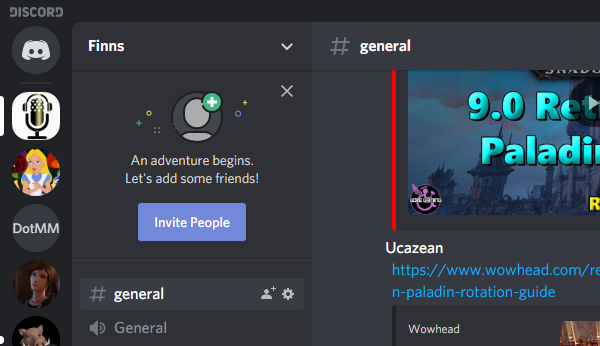 DISCORD
Finns
An adventure begins.
Let's add some friends!
Invite People
# general
General
DotMM
# general
9.0 Ret
Paladin
Ucazean
https://www.wowhead.com/re
n-paladin-rotation-guide
Wowhead